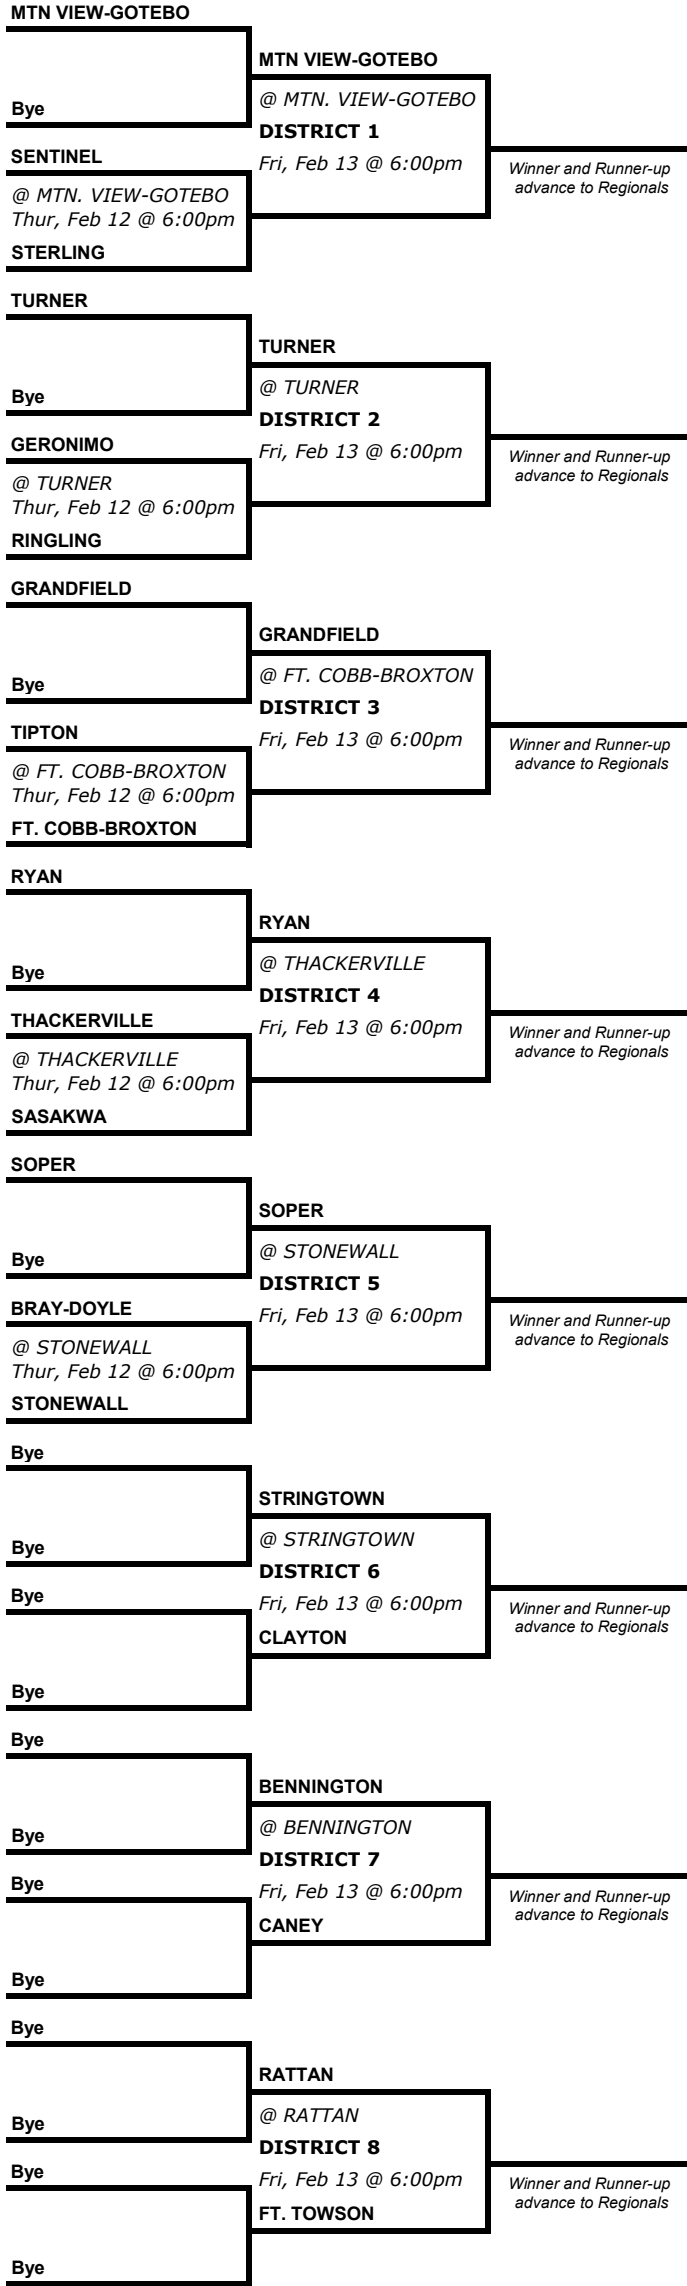 MTN VIEW-GOTEBO
MTN VIEW-GOTEBO
@ MTN. VIEW-GOTEBO
Bye
DISTRICT 1
SENTINEL
Fri, Feb 13 @ 6:00pm
Winner and Runner-up
advance to Regionals
@ MTN. VIEW-GOTEBO
Thur, Feb 12 @ 6:00pm
STERLING
TURNER
TURNER
@ TURNER
Bye
DISTRICT 2
GERONIMO
Fri, Feb 13 @ 6:00pm
Winner and Runner-up
advance to Regionals
@ TURNER
Thur, Feb 12 @ 6:00pm
RINGLING
GRANDFIELD
GRANDFIELD
@ FT. COBB-BROXTON
Bye
DISTRICT 3
TIPTON
Fri, Feb 13 @ 6:00pm
Winner and Runner-up
advance to Regionals
@ FT. COBB-BROXTON
Thur, Feb 12 @ 6:00pm
FT. COBB-BROXTON
RYAN
RYAN
@ THACKERVILLE
Bye
DISTRICT 4
THACKERVILLE
Fri, Feb 13 @ 6:00pm
Winner and Runner-up
advance to Regionals
@ THACKERVILLE
Thur, Feb 12 @ 6:00pm
SASAKWA
SOPER
SOPER
@ STONEWALL
Bye
DISTRICT 5
BRAY-DOYLE
Fri, Feb 13 @ 6:00pm
Winner and Runner-up
advance to Regionals
@ STONEWALL
Thur, Feb 12 @ 6:00pm
STONEWALL
Bye
STRINGTOWN
@ STRINGTOWN
Bye
DISTRICT 6
Bye
Fri, Feb 13 @ 6:00pm
Winner and Runner-up
advance to Regionals
CLAYTON
Bye
Bye
BENNINGTON
@ BENNINGTON
Bye
DISTRICT 7
Bye
Fri, Feb 13 @ 6:00pm
Winner and Runner-up
advance to Regionals
CANEY
Bye
Bye
RATTAN
@ RATTAN
Bye
DISTRICT 8
Bye
Fri, Feb 13 @ 6:00pm
Winner and Runner-up
advance to Regionals
FT. TOWSON
Bye